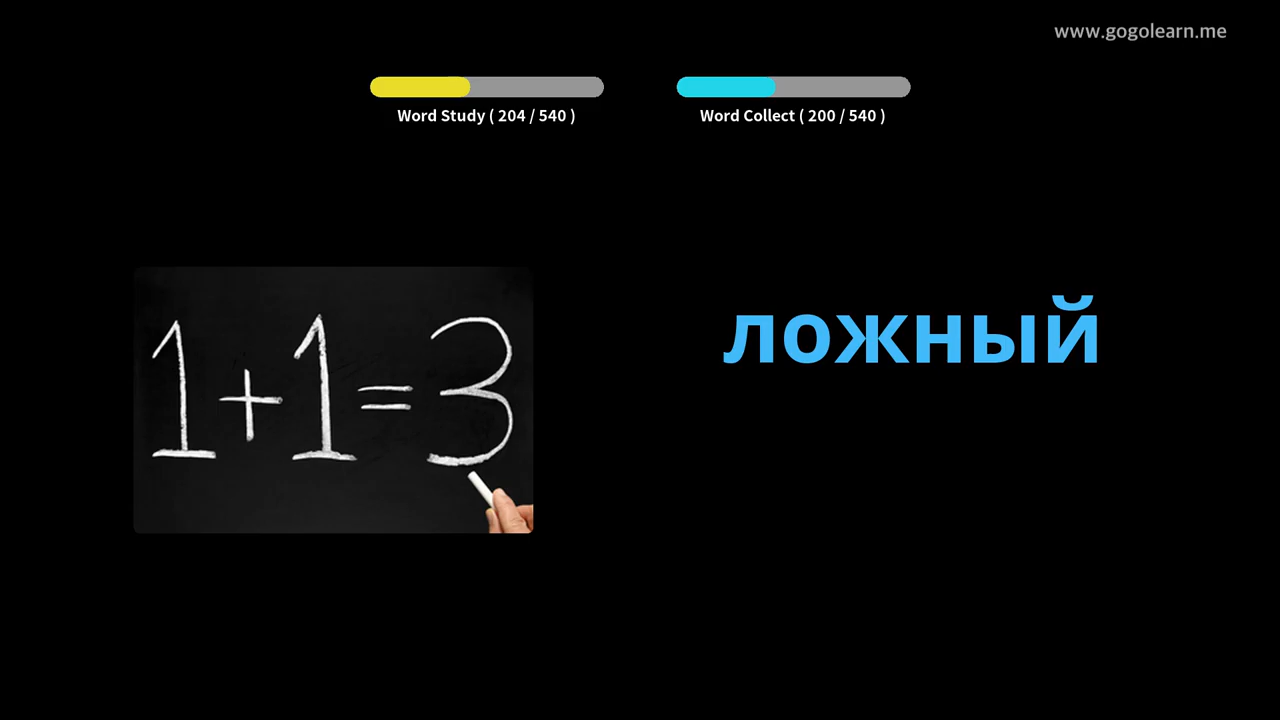 www.gogolearn.me
Word Study ( 204 / 540 )
Word Collect ( 200 / 540 )
ложный
1+1=3